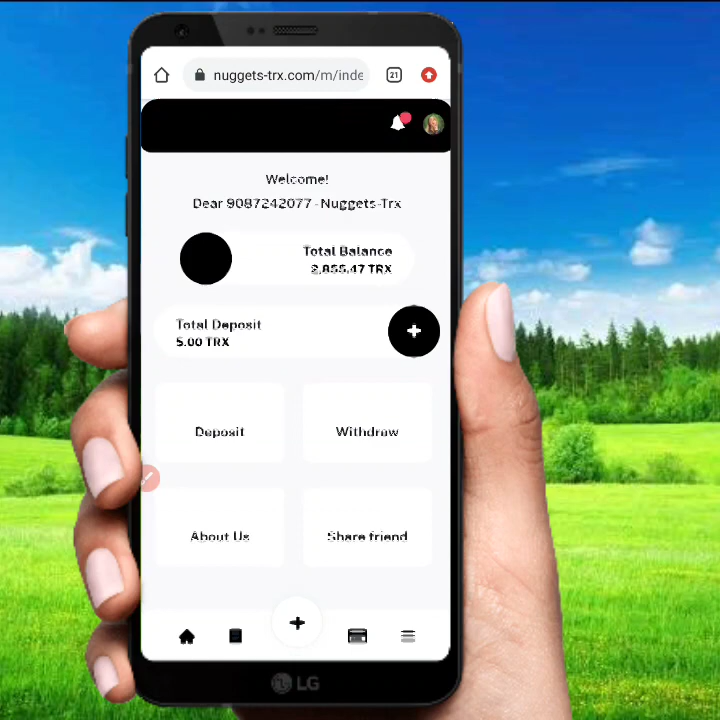 nuggets-trx.com/m/inde
21
Welcome!
Dear 9087242077 - Nuggets-Trx
Total Balance
2,855.47 TRX
Total Deposit
5.00 TRX
Deposit
Withdraw
About Us
Share friend
LG